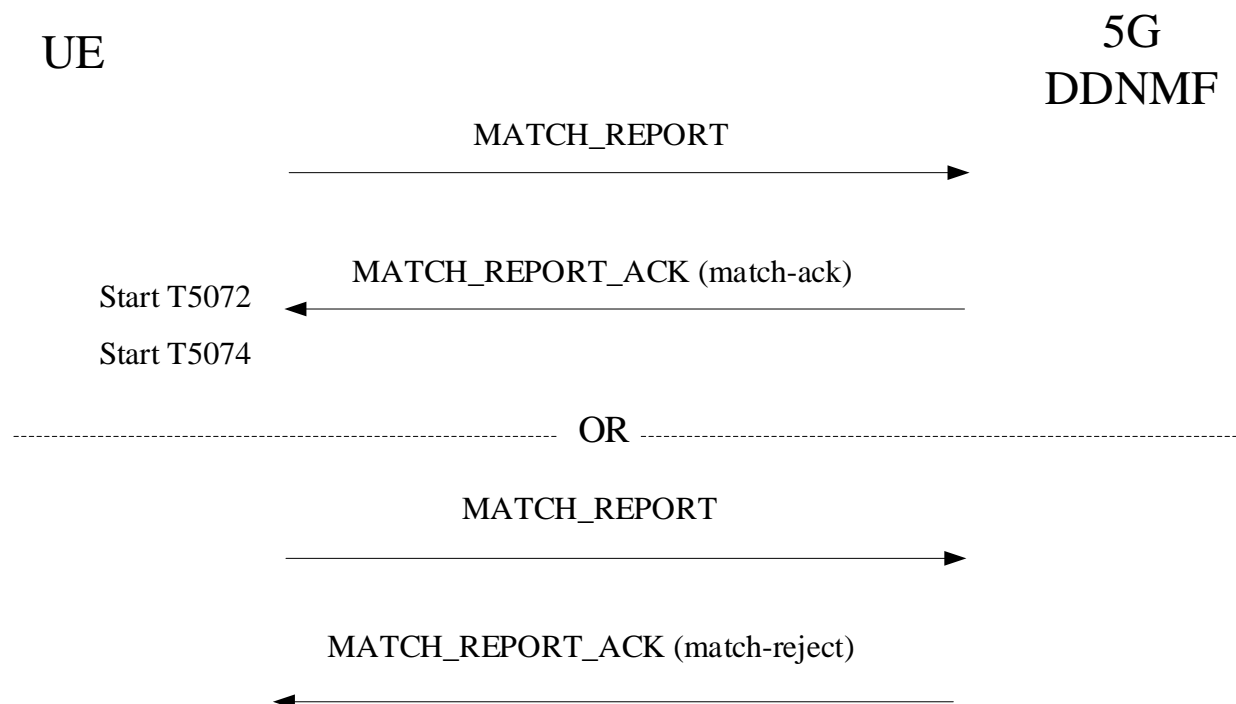 UE
5G
DDNMF
MATCH_REPORT
MATCH_REPORT_ACK (match-ack)
Start T5072
Start T5074
OR
MATCH_REPORT
MATCH_REPORT_ACK (match-reject)